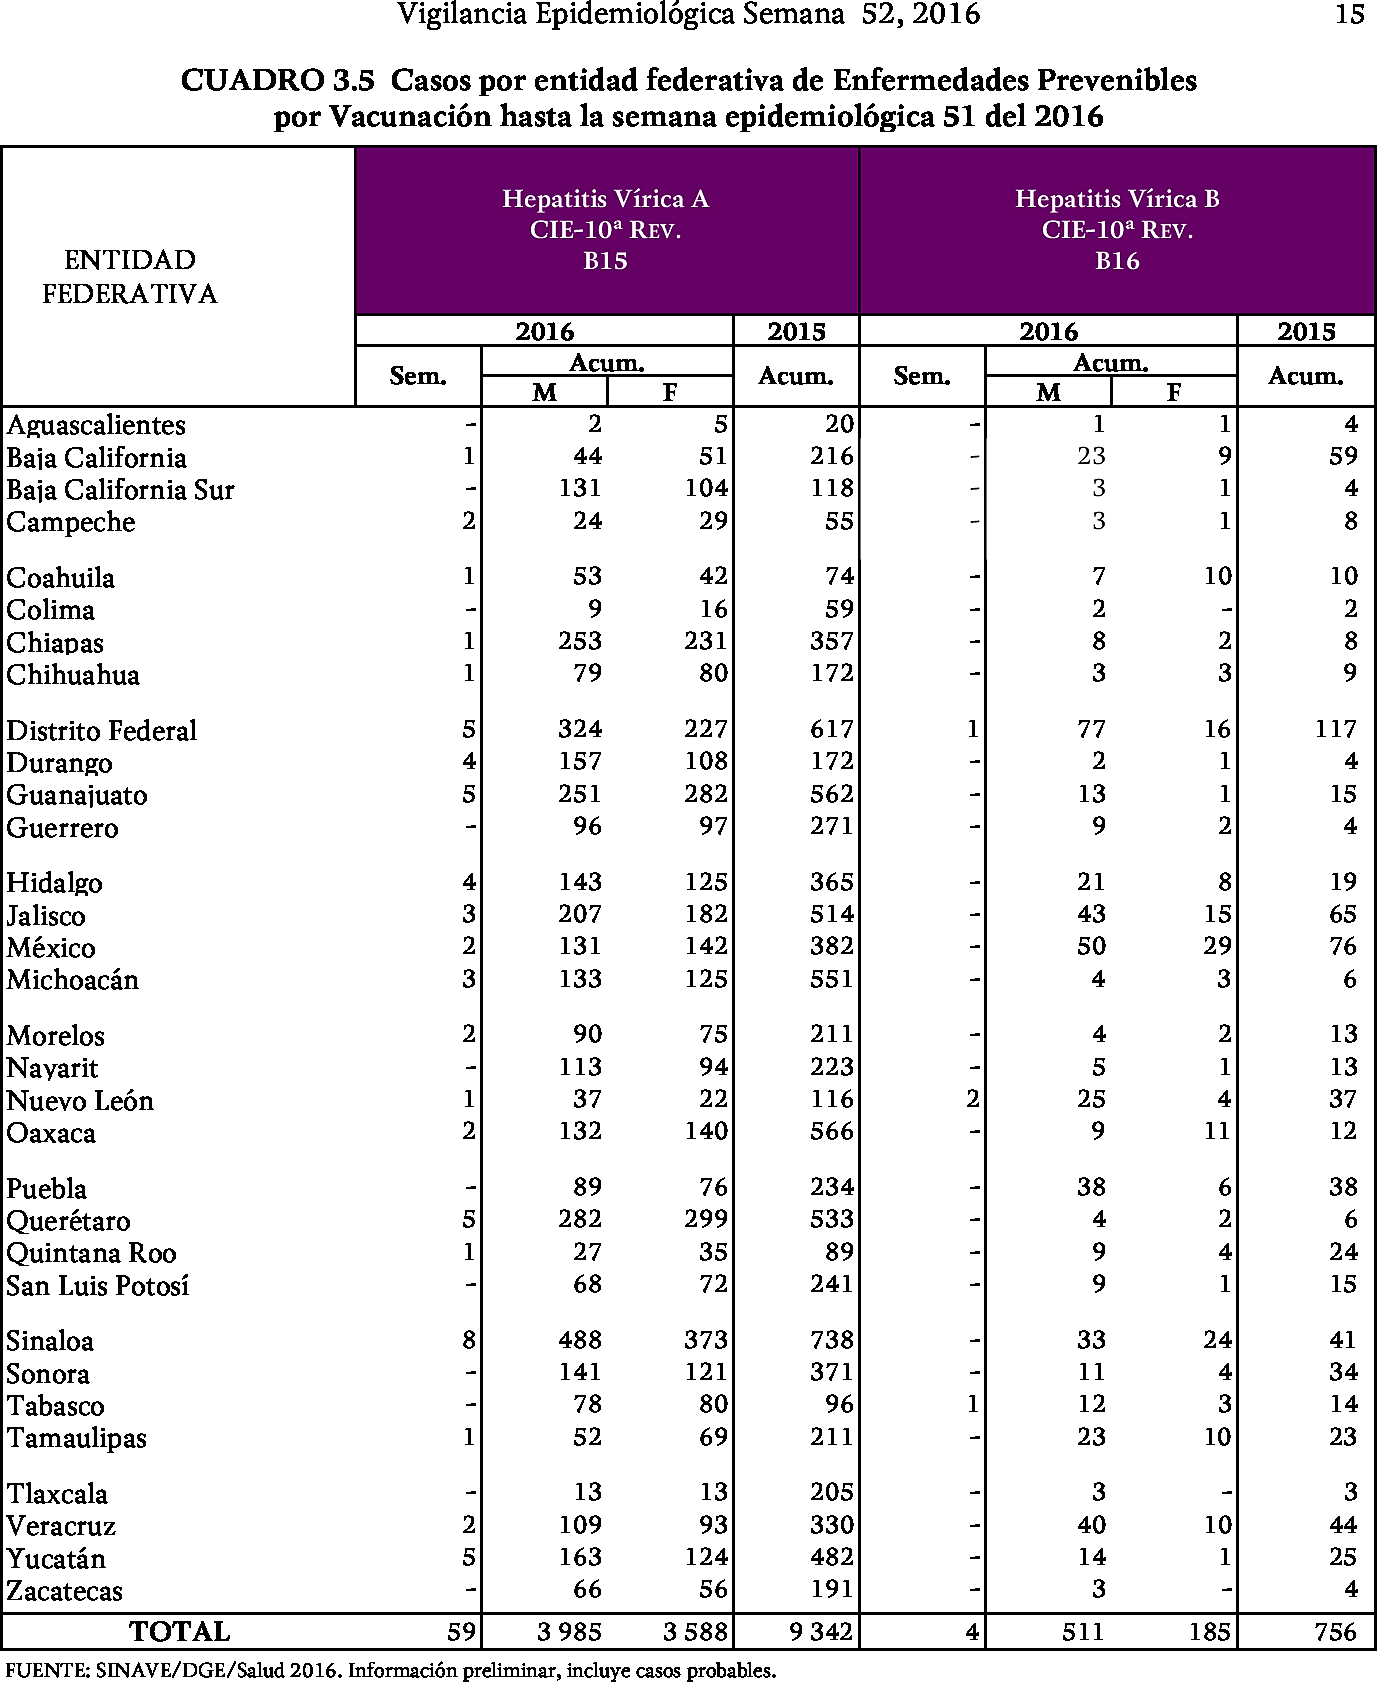 Vigilancia Epidemiológica Semana 52, 2016 15
CUADRO 3.5 Casos por entidad federativa de Enfermedades Prevenibles
por Vacunación hasta la semana epidemiológica 51 del 2016
ENTIDAD
FEDERATIVA
Hepatitis Vírica A
CIE-10ª REV.
B15
Hepatitis Vírica B
CIE-10ª REV.
B16
2016 2015 2016 2015
Sem. Acum. Acum. Sem. Acum. Acum.
M F M F
Aguascalientes - 2 5 20 - 1 1 4
Baja California 1 44 51 216 - 23 9 59
Baja California Sur - 131 104 118 - 3 1 4
Campeche 2 24 29 55 - 3 1 8
Coahuila 1 53 42 74 - 7 10 10
Colima - 9 16 59 - 2 - 2
Chiapas 1 253 231 357 - 8 2 8
Chihuahua 1 79 80 172 - 3 3 9
Distrito Federal 5 324 227 617 1 77 16 117
Durango 4 157 108 172 - 2 1 4
Guanajuato 5 251 282 562 - 13 1 15
Guerrero - 96 97 271 - 9 2 4
Hidalgo 4 143 125 365 - 21 8 19
Jalisco 3 207 182 514 - 43 15 65
México 2 131 142 382 - 50 29 76
Michoacán 3 133 125 551 - 4 3 6
Morelos 2 90 75 211 - 4 2 13
Nayarit - 113 94 223 - 5 1 13
Nuevo León 1 37 22 116 2 25 4 37
Oaxaca 2 132 140 566 - 9 11 12
Puebla - 89 76 234 - 38 6 38
Querétaro 5 282 299 533 - 4 2 6
Quintana Roo 1 27 35 89 - 9 4 24
San Luis Potosí - 68 72 241 - 9 1 15
Sinaloa 8 488 373 738 - 33 24 41
Sonora - 141 121 371 - 11 4 34
Tabasco - 78 80 96 1 12 3 14
Tamaulipas 1 52 69 211 - 23 10 23
Tlaxcala - 13 13 205 - 3 - 3
Veracruz 2 109 93 330 - 40 10 44
Yucatán 5 163 124 482 - 14 1 25
Zacatecas - 66 56 191 - 3 - 4
TOTAL 59 3 985 3 588 9 342 4 511 185 756
FUENTE: SINAVE/DGE/Salud 2016. Información preliminar, incluye casos probables.